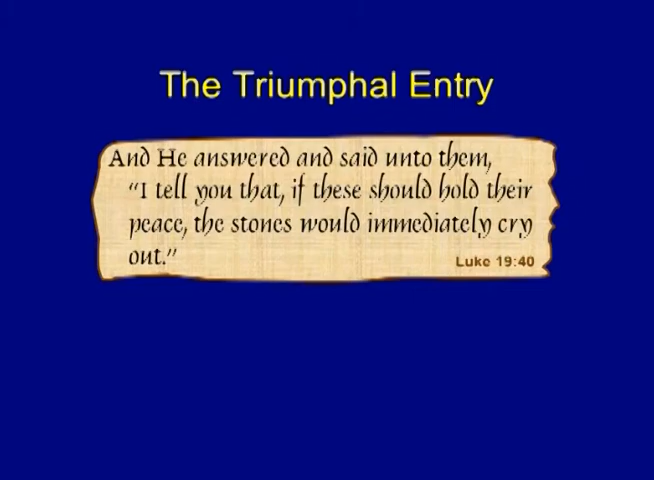 The Triumphal Entry
And He answered and said unto them,
“I tell you that, if these should hold their
peace, the stones would immediately cry
out.”
Luke 19:40